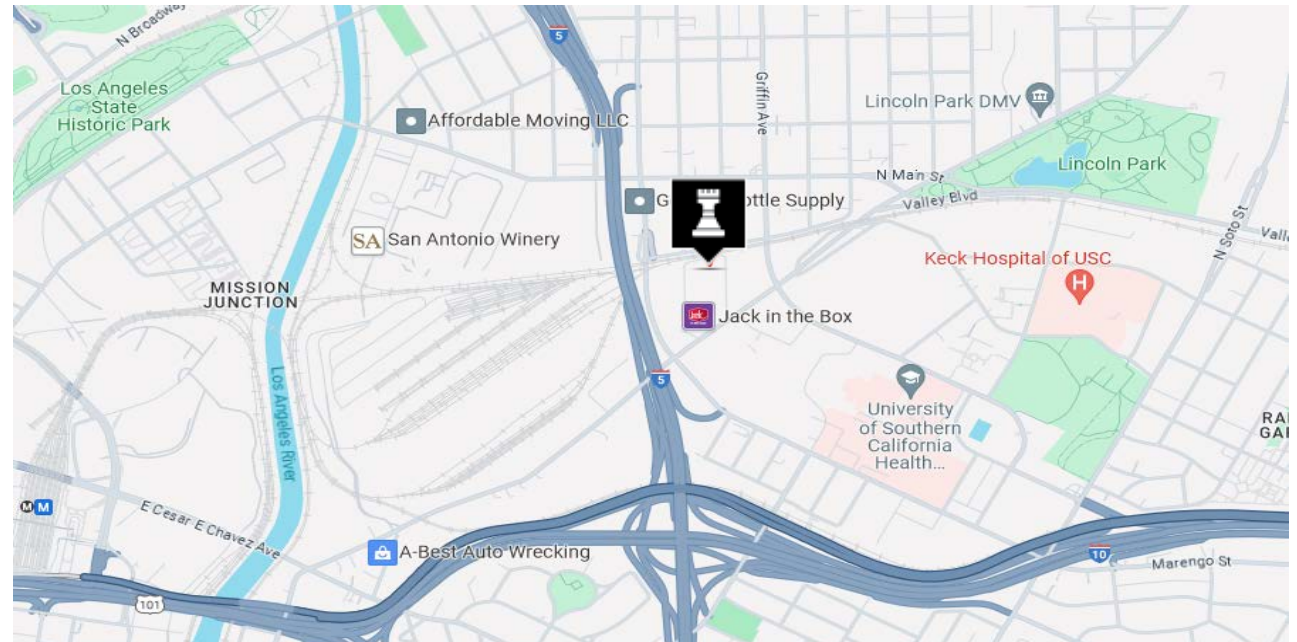 N Broadway
5
Los Angeles
State
Historic Park
Affordable Moving LLC
Griffin Ave
Lincoln Park DMV
Lincoln Park
N Main St
Valley Blvd
ottle Supply
SA San Antonio Winery
N Soto St
Keck Hospital of USC
H
MISSION
JUNCTION
Jack in the Box
5
Los Angeles River
University
of Southern
California
Health...
M M
E Cesar E Chavez Ave
A-Best Auto Wrecking
10
Marengo St
101